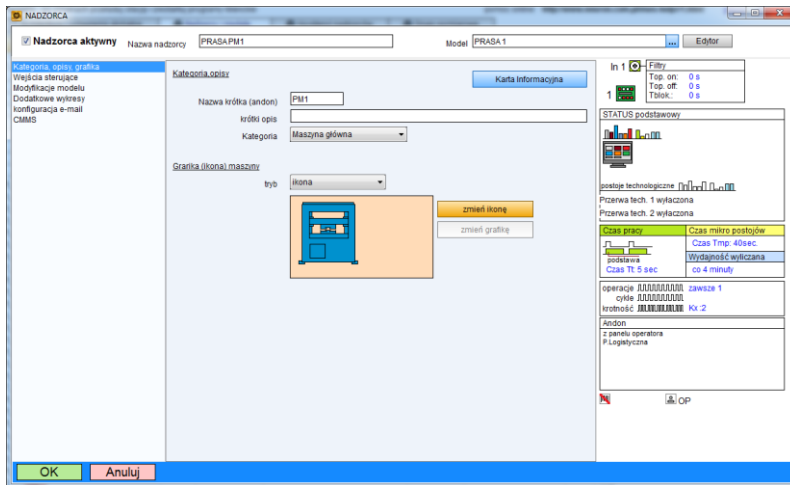 NADZORCA
Nadzorca aktywny Nazwa nadzorcy PRASA PM1 Model PRASA 1 ... Edytor
Kategoria, opisy, grafika
Wejścia sterujące
Modyfikacje modelu
Dodatkowe wykresy
konfiguracja e-mail
CMMS
Kategoria,opisy
Karta Informacyjna
Nazwa krótka (andon) PM1
krótki opis
Kategoria Maszyna główna
Grafika (ikona) maszyny
tryb ikona
zmień ikonę
zmień grafikę
In 1 Filtry
Top. on: 0 s
Top. off: 0 s
1 Tblok.: 0 s
STATUS podstawowy
postoje technologiczne
Przerwa tech. 1 wyłaczona
Przerwa tech. 2 wyłaczona
Czas pracy
podstawa
Czas Tt: 5 sec
Czas mikro postojów
Czas Tmp: 40sec.
Wydajność wyliczana
co 4 minuty
operacje zawsze 1
cykle
krotność Kx :2
Andon
z panelu operatora
P.Logistyczna
OP
OK Anuluj